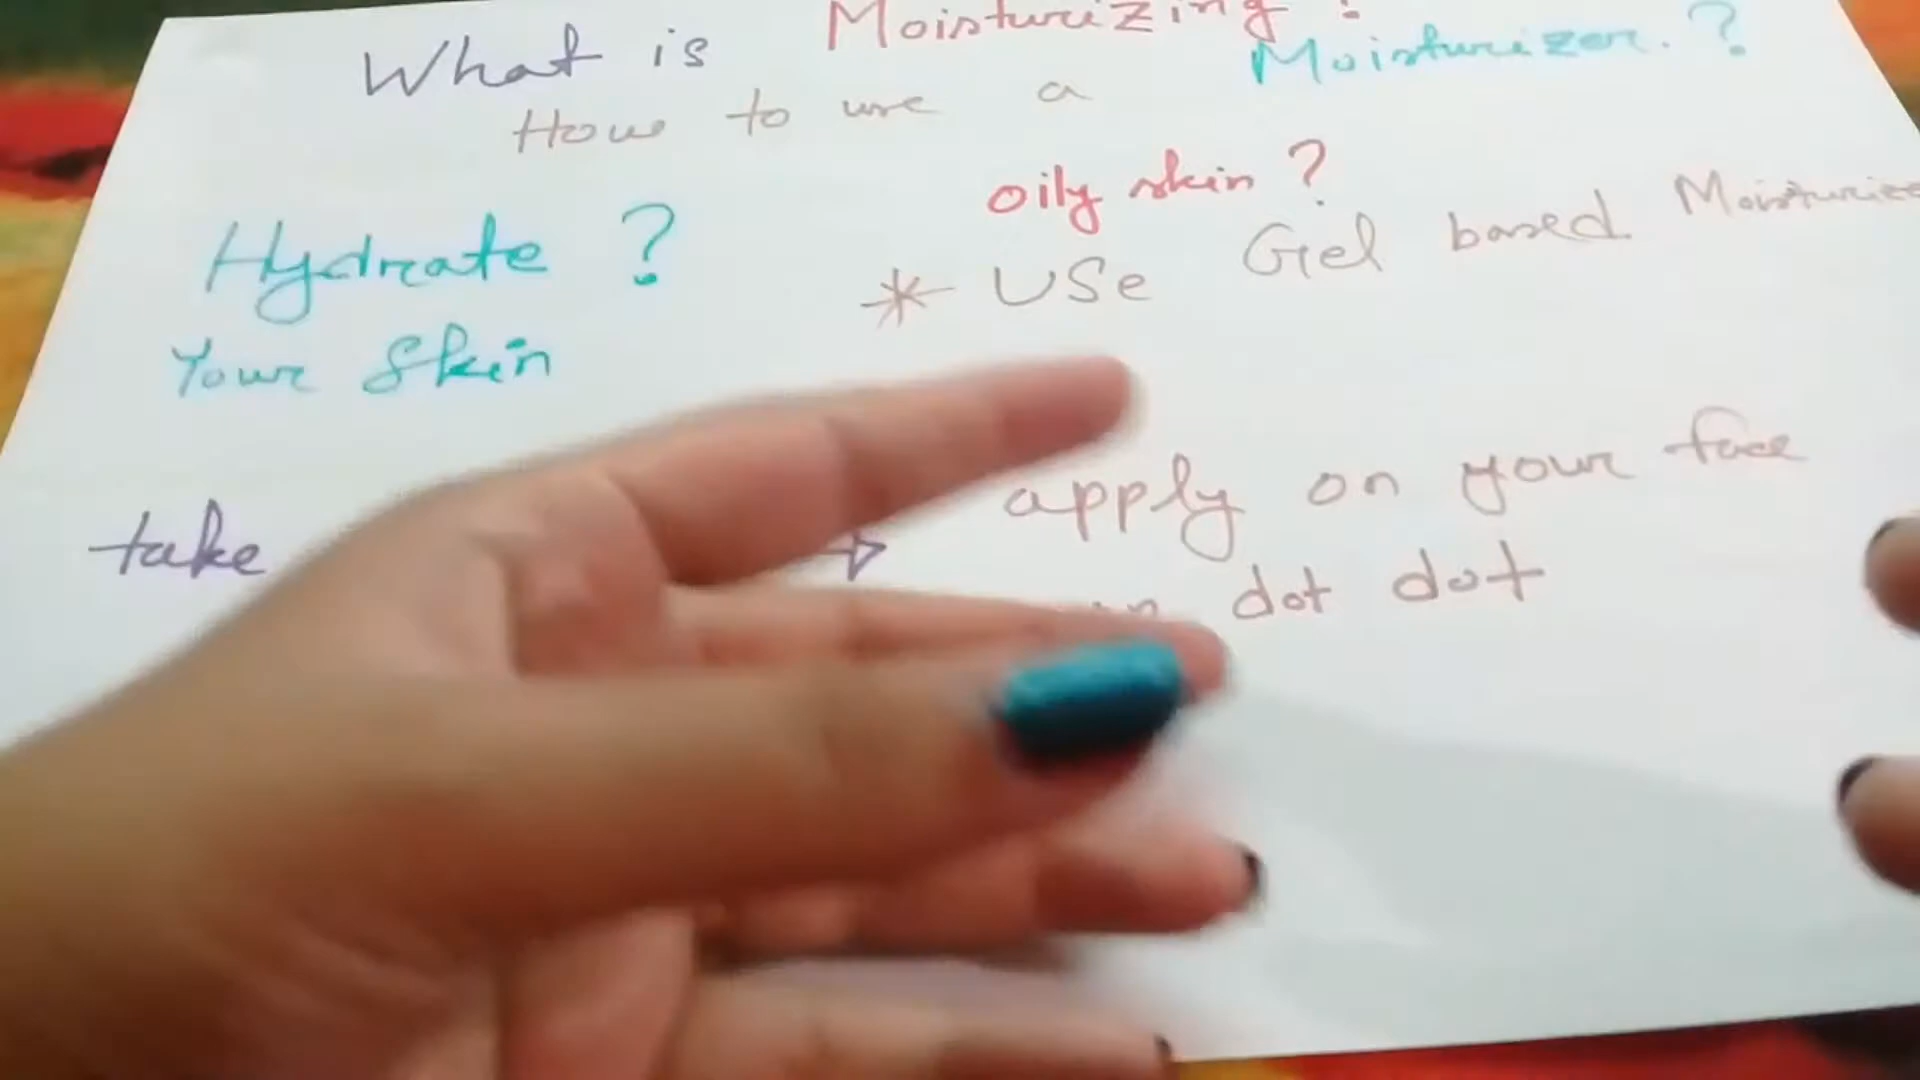 What is Moisturizing ?
How to use a Moisturizer. ?
Hydrate ?
Your Skin
oily skin ?
* USe Gel based
take
apply on your face
dot dot